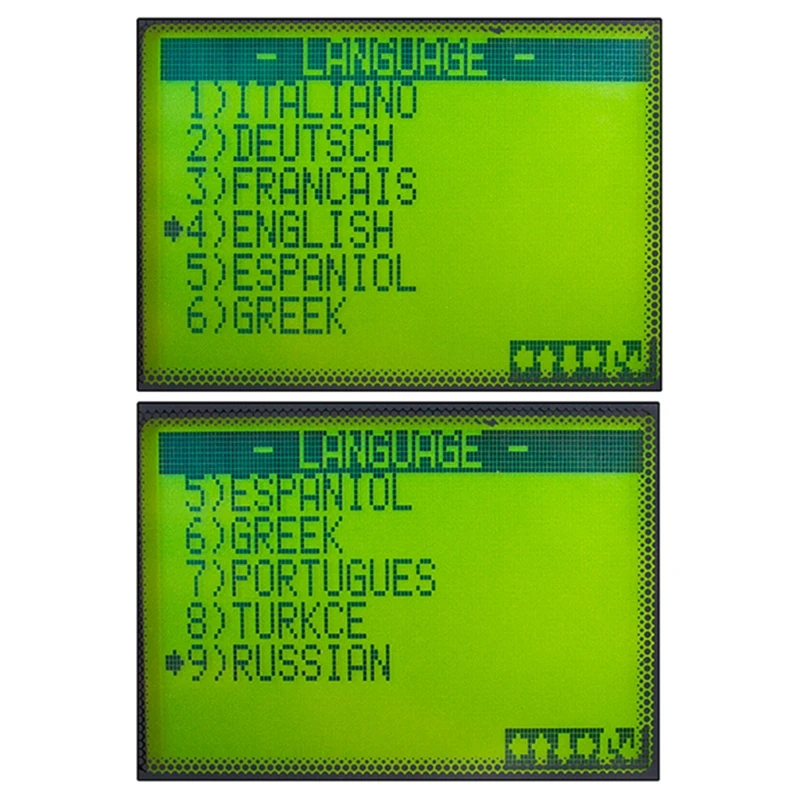 - LANGUAGE -
1)ITALIANO
2)DEUTSCH
3)FRANCAIS
4)ENGLISH
5)ESPANIOL
6)GREEK
- LANGUAGE -
5)ESPANIOL
6)GREEK
7)PORTUGUES
8)TURKCE
9)RUSSIAN